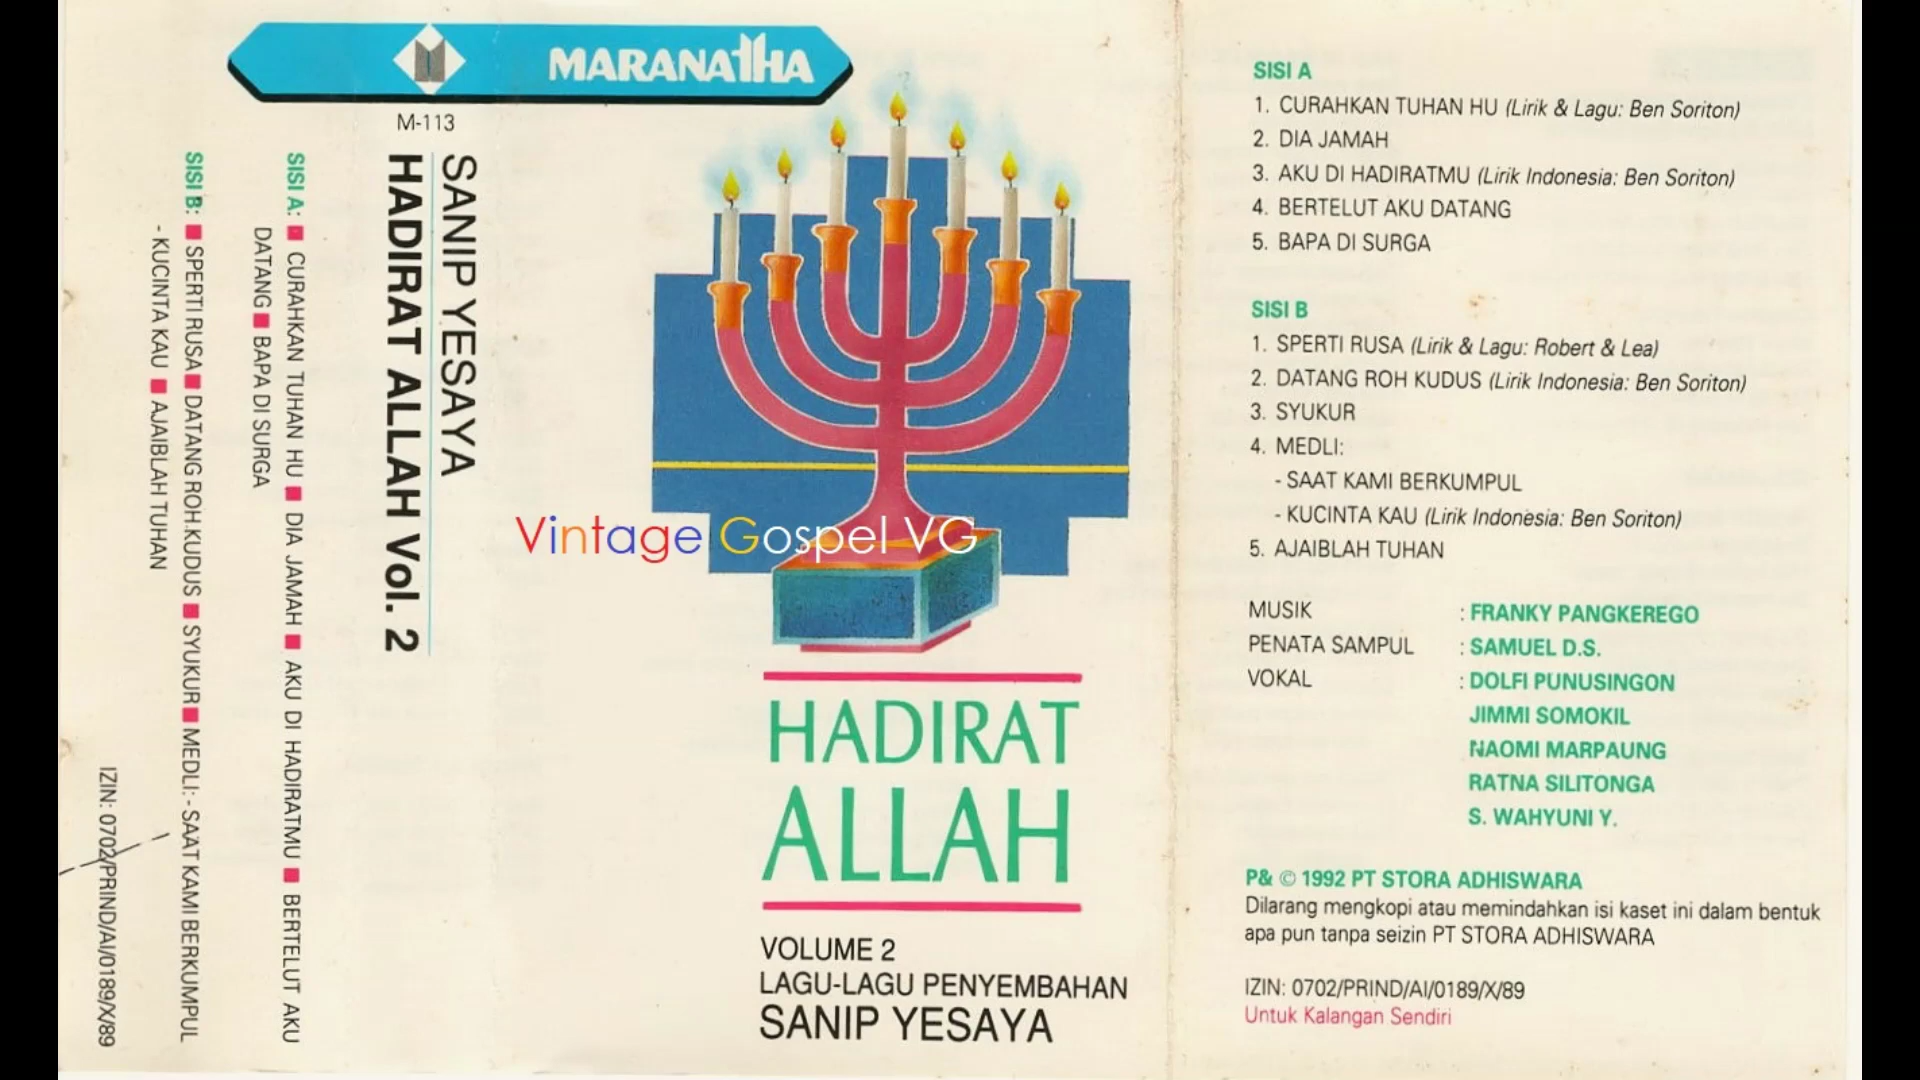 MARANATHA
M-113
SANIP YESAYA
HADIRAT ALLAH Vol. 2
SISI A: CURAHKAN TUHAN HU ■ DIA JAMAH ■ AKU DI HADIRATMU ■ BERTELUT AKU
DATANG ■ BAPA DI SURGA
SISI B: ■ SPERTI RUSA ■ DATANG ROH KUDUS ■ SYUKUR ■ MEDLI: - SAAT KAMI BERKUMPUL
- KUCINTA KAU ■ AJAIBLAH TUHAN
IZIN: 0702/PRIND/AI/0189/X/89
Vintage Gospel VG
HADIRAT
ALLAH
VOLUME 2
LAGU-LAGU PENYEMBAHAN
SANIP YESAYA
SISI A
1. CURAHKAN TUHAN HU (Lirik & Lagu: Ben Soriton)
2. DIA JAMAH
3. AKU DI HADIRATMU (Lirik Indonesia: Ben Soriton)
4. BERTELUT AKU DATANG
5. BAPA DI SURGA
SISI B
1. SPERTI RUSA (Lirik & Lagu: Robert & Lea)
2. DATANG ROH KUDUS (Lirik Indonesia: Ben Soriton)
3. SYUKUR
4. MEDLI:
- SAAT KAMI BERKUMPUL
- KUCINTA KAU (Lirik Indonesia: Ben Soriton)
5. AJAIBLAH TUHAN
MUSIK : FRANKY PANGKEREGO
PENATA SAMPUL : SAMUEL D.S.
VOKAL : DOLFI PUNUSINGON
JIMMI SOMOKIL
NAOMI MARPAUNG
RATNA SILITONGA
S. WAHYUNI Y.
P& © 1992 PT STORA ADHISWARA
Dilarang mengkopi atau memindahkan isi kaset ini dalam bentuk
apa pun tanpa seizin PT STORA ADHISWARA
IZIN: 0702/PRIND/AI/0189/X/89
Untuk Kalangan Sendiri